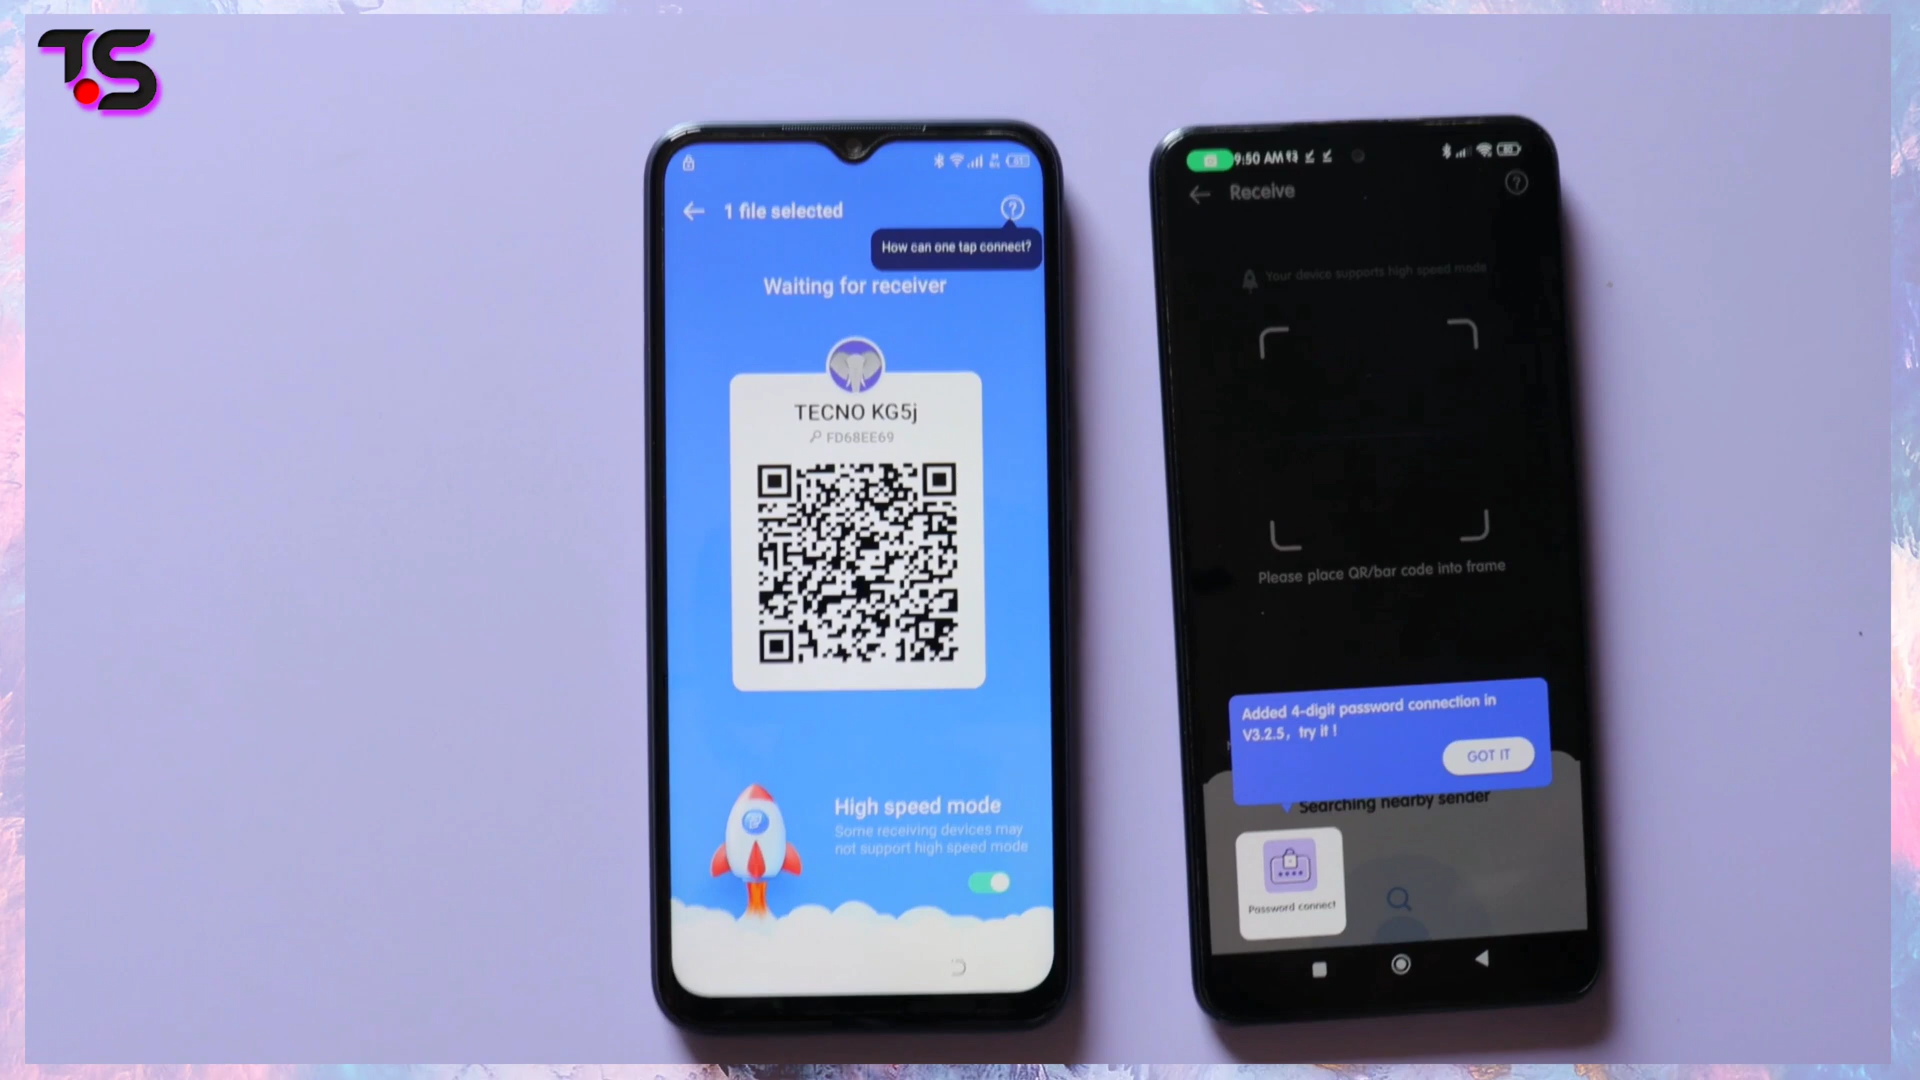 T.S
1 file selected
How can one tap connect?
Waiting for receiver
TECNO KG5j
FD68EE69
High speed mode
Some receiving devices may
not support high speed mode
9:50 AM
Receive
Your device supports high speed mode
Please place QR/bar code into frame
Added 4-digit password connection in
V3.2.5, try it !
GOT IT
Searching nearby sender
Password connect